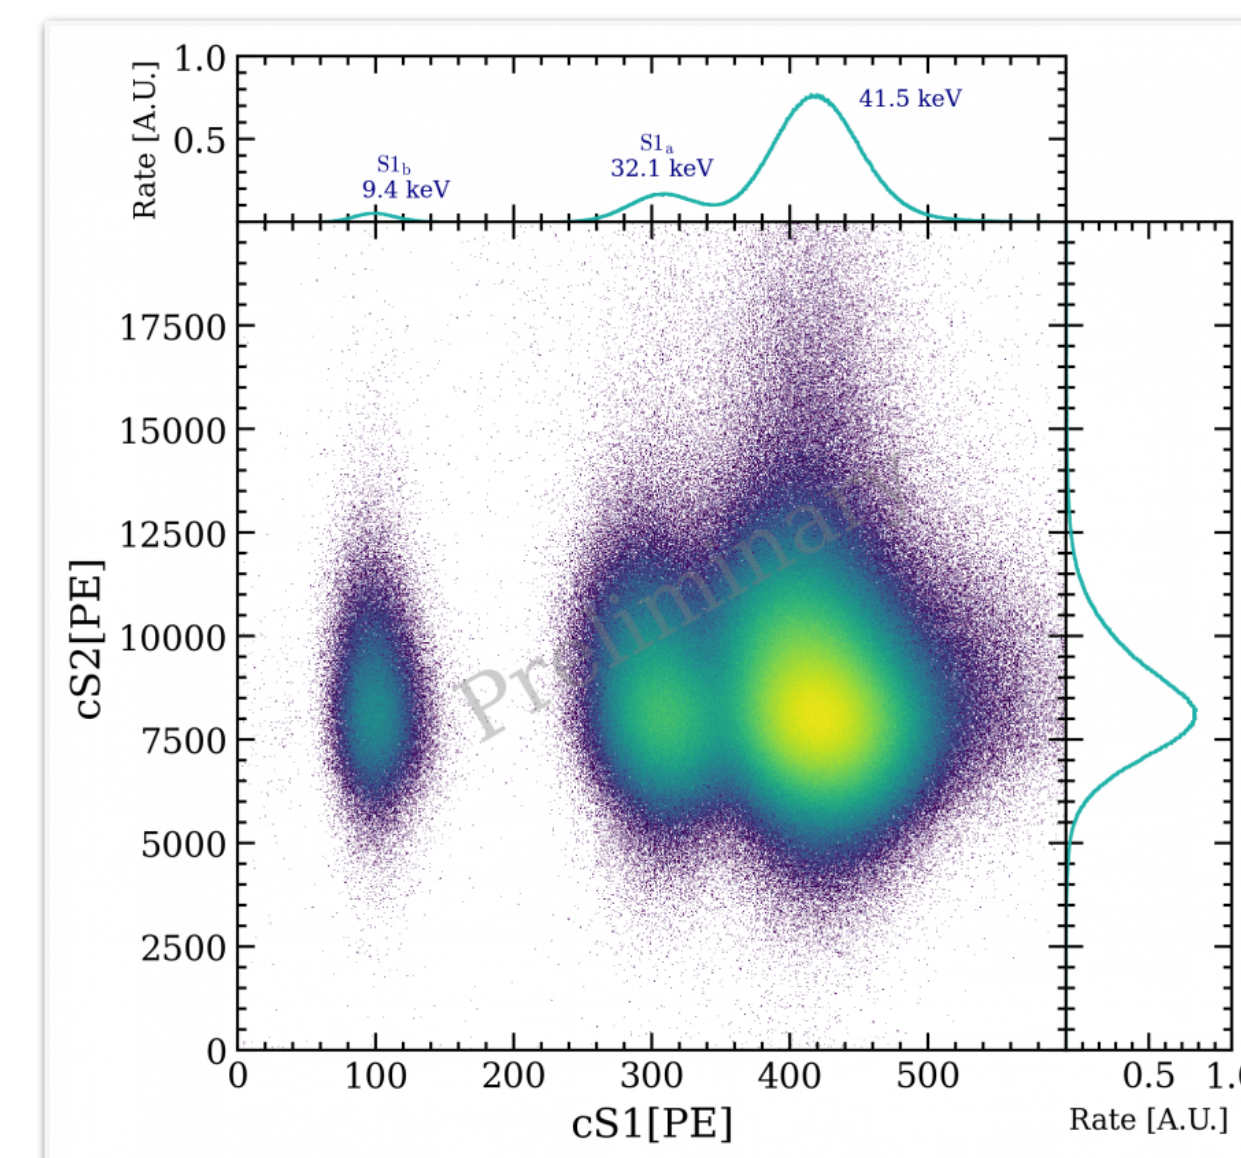 Rate [A.U.]
1.0
0.5
41.5 keV
S1a
32.1 keV
S1b
9.4 keV
cS2[PE]
17500
15000
12500
10000
7500
5000
2500
0
Preliminary
0 100 200 300 400 500
cS1[PE]
0.5 1.0
Rate [A.U.]